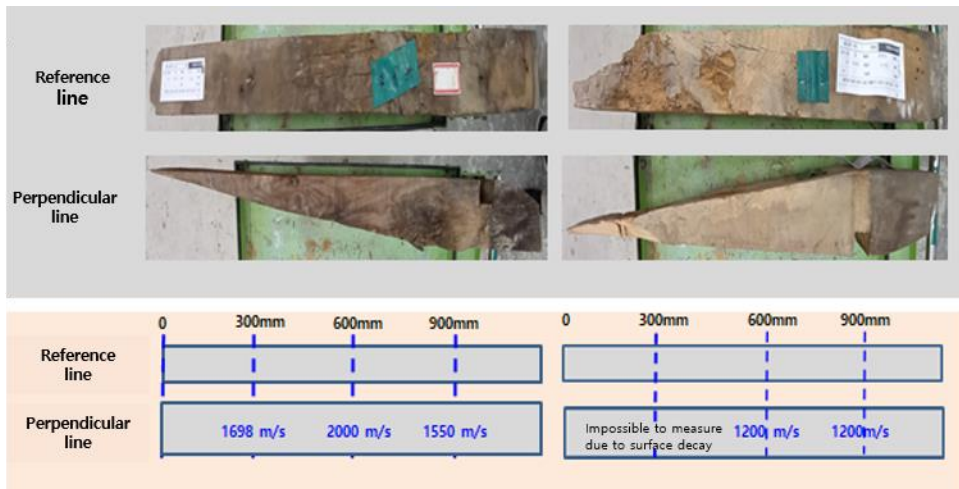 Reference
line
Perpendicular
line
0 300mm 600mm 900mm 0 300mm 600mm 900mm
Reference
line
Perpendicular
line
1698 m/s 2000 m/s 1550 m/s
Impossible to measure
due to surface decay
1200 m/s 1200m/s